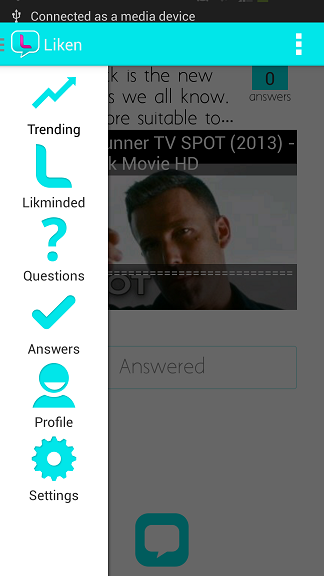 Connected as a media device
Liken
k is the new
s we all know.
re suitable to...
0
answers
unner TV SPOT (2013) -
k Movie HD
OT
Answered
Trending
Likminded
Questions
Answers
Profile
Settings